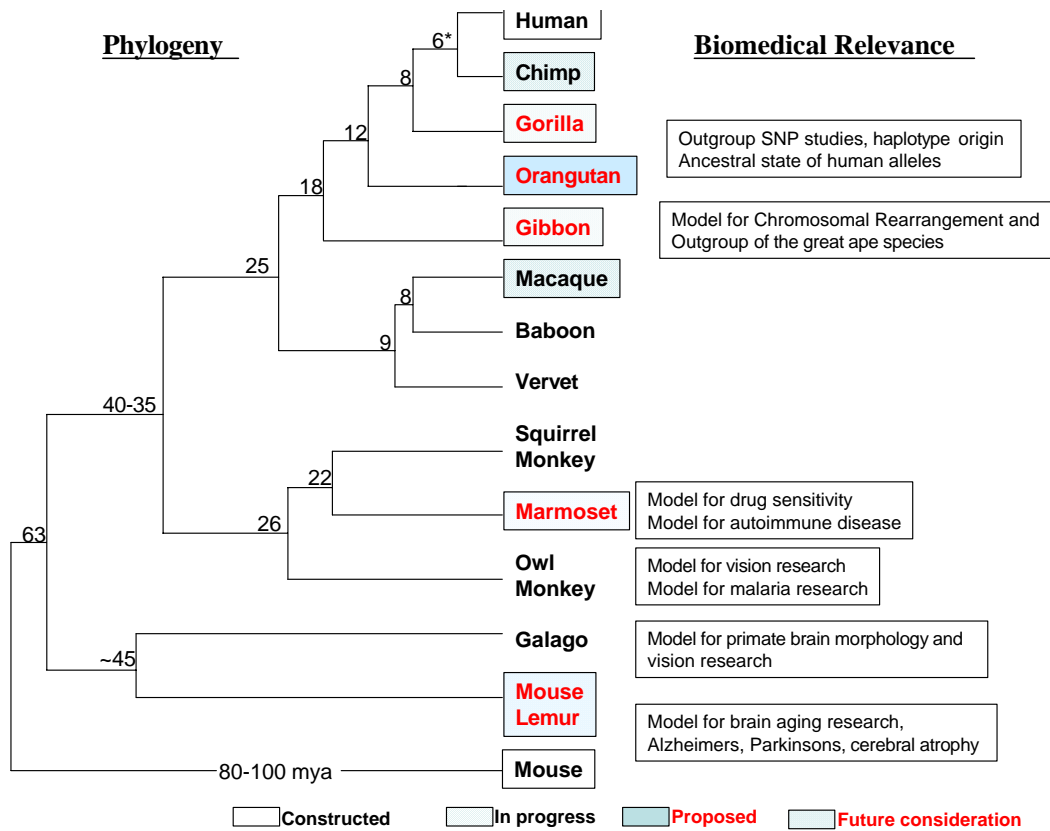 Phylogeny
Biomedical Relevance
Human
6*
Chimp
8
Gorilla
12
Outgroup SNP studies, haplotype origin
Ancestral state of human alleles
Orangutan
18
Gibbon
Model for Chromosomal Rearrangement and
Outgroup of the great ape species
25
Macaque
8
Baboon
9
Vervet
40-35
Squirrel
Monkey
22
Marmoset
Model for drug sensitivity
Model for autoimmune disease
26
63
Owl
Monkey
Model for vision research
Model for malaria research
Galago
Model for primate brain morphology and
vision research
~45
Mouse
Lemur
Model for brain aging research,
Alzheimers, Parkinsons, cerebral atrophy
80-100 mya
Mouse
Constructed
In progress
Proposed
Future consideration